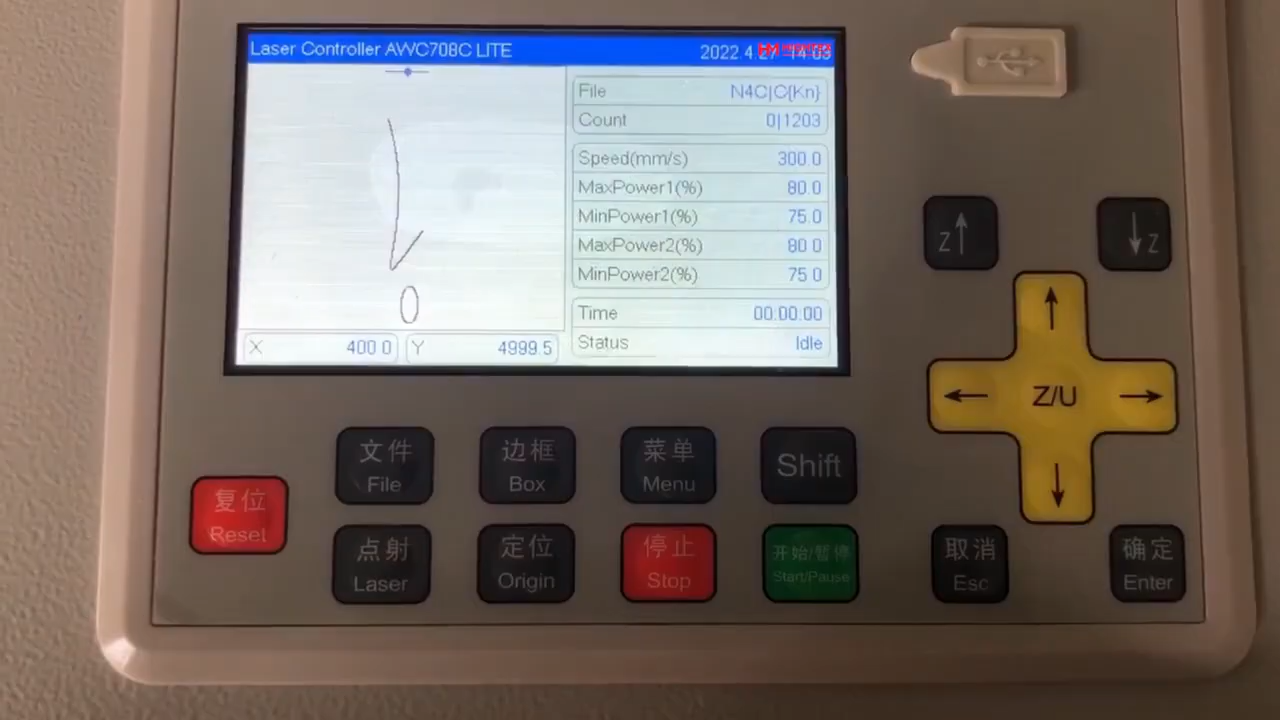 Laser Controller AWC708C LITE
2022.4.27 14:03
File N4C|C{Kn}
Count 0|1203
Speed(mm/s) 300.0
MaxPower1(%) 80.0
MinPower1(%) 75.0
MaxPower2(%) 80.0
MinPower2(%) 75.0
Time 00:00:00
Status Idle
X 400.0 Y 4999.5
Z
Z
Z/U
文件
File
边框
Box
菜单
Menu
Shift
复位
Reset
点射
Laser
定位
Origin
停止
Stop
开始/暂停
Start/Pause
取消
Esc
确定
Enter